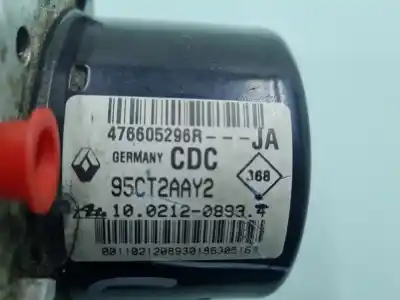 476605296R---JA
GERMANY CDC
168
95CT2AAY2
10.0212-0893.4